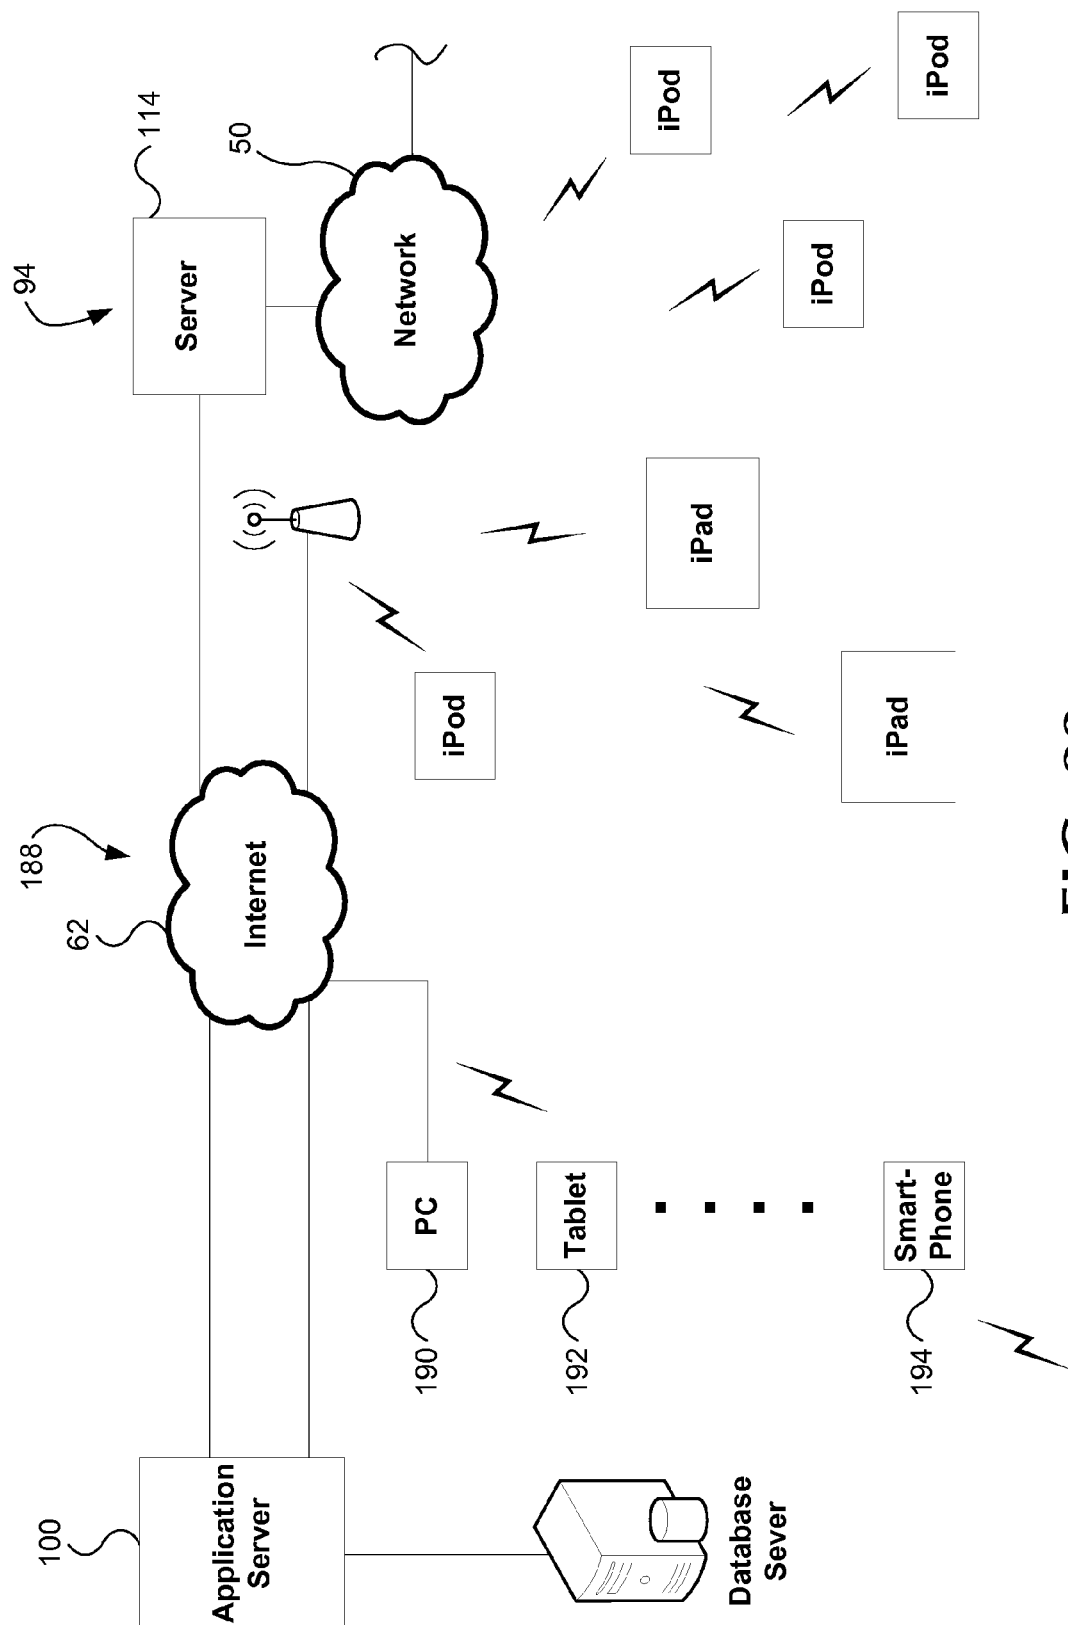 100
Application
Server
Database
Sever
190
PC
192
Tablet
194
Smart-
Phone
188
62
Internet
94
Server
114
50
Network
iPod
iPad
iPad
iPod
iPod
iPod